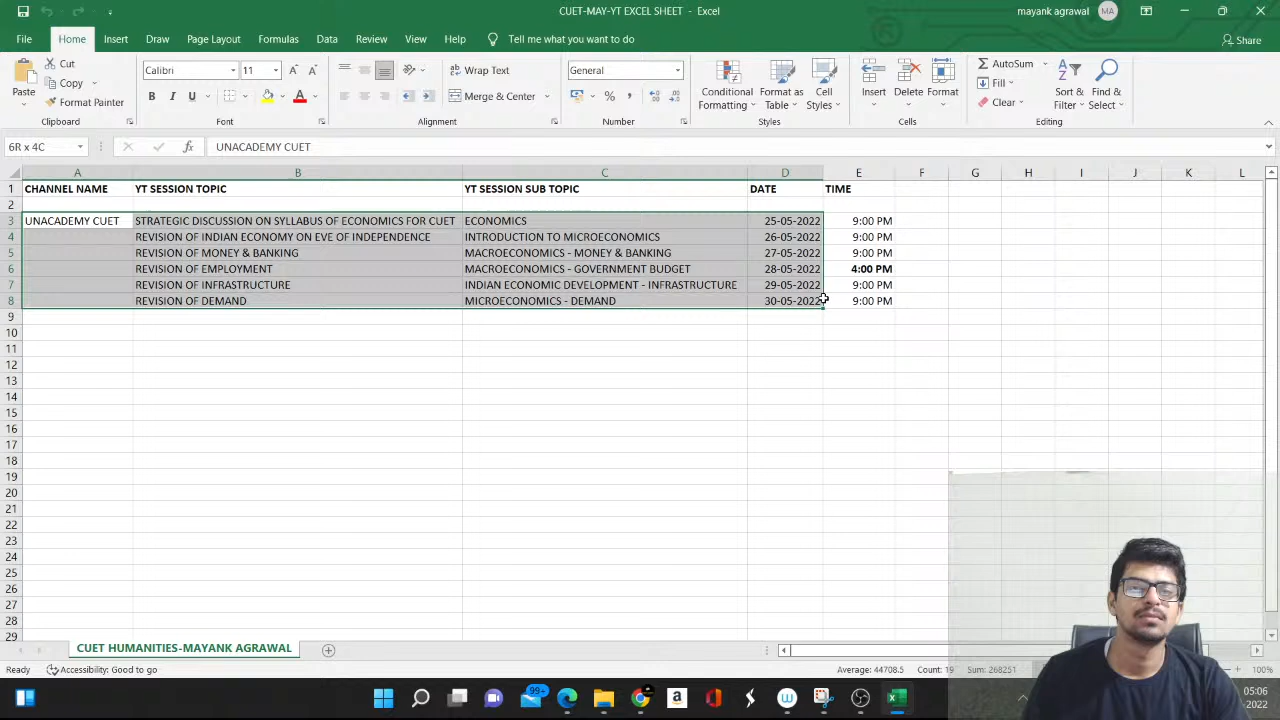 CUET-MAY-YT EXCEL SHEET - Excel
mayank agrawal
MA
File Home Insert Draw Page Layout Formulas Data Review View Help Tell me what you want to do
Share
Paste
Cut
Copy
Format Painter
Clipboard
Calibri 11
B I U
Font
Wrap Text
Merge & Center
Alignment
General
Number
Conditional Formatting
Format as Table
Cell Styles
Styles
Insert
Delete
Format
Cells
AutoSum
Fill
Clear
Sort & Filter
Find & Select
Editing
6R x 4C
fx
UNACADEMY CUET
A B C D E F G H I J K L
1 CHANNEL NAME YT SESSION TOPIC YT SESSION SUB TOPIC DATE TIME
2
3 UNACADEMY CUET STRATEGIC DISCUSSION ON SYLLABUS OF ECONOMICS FOR CUET ECONOMICS 25-05-2022 9:00 PM
4 REVISION OF INDIAN ECONOMY ON EVE OF INDEPENDENCE INTRODUCTION TO MICROECONOMICS 26-05-2022 9:00 PM
5 REVISION OF MONEY & BANKING MACROECONOMICS - MONEY & BANKING 27-05-2022 9:00 PM
6 REVISION OF EMPLOYMENT MACROECONOMICS - GOVERNMENT BUDGET 28-05-2022 4:00 PM
7 REVISION OF INFRASTRUCTURE INDIAN ECONOMIC DEVELOPMENT - INFRASTRUCTURE 29-05-2022 9:00 PM
8 REVISION OF DEMAND MICROECONOMICS - DEMAND 30-05-2022 9:00 PM
9
10
11
12
13
14
15
16
17
18
19
20
21
22
23
24
25
26
27
28
29
CUET HUMANITIES-MAYANK AGRAWAL
Ready Accessibility: Good to go Average: 44708.5 Count: 19 Sum: 268251 100%
99+
05:06
2022